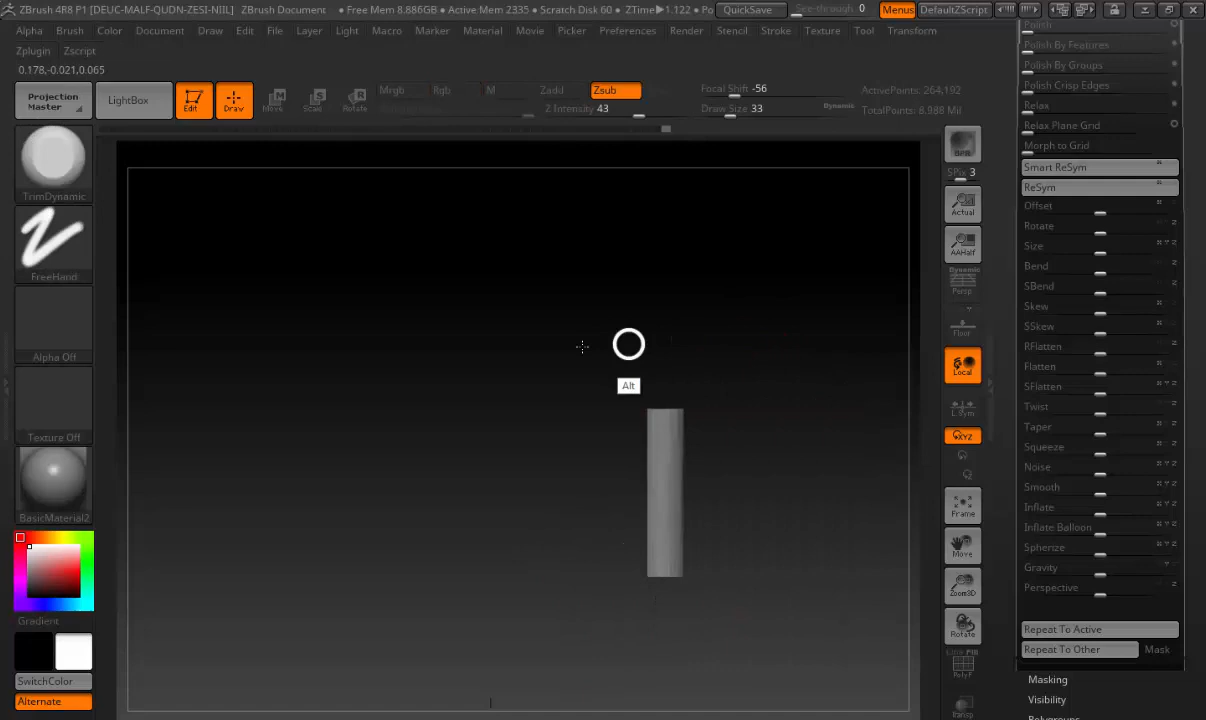 ZBrush 4R8 P1 [DEUC-MALF-QUDN-ZESI-NIIL] ZBrush Document ● Free Mem 8.886GB ● Active Mem 2335 ● Scratch Disk 60 ● ZTime▶1.122 ● Po QuickSave See-through 0 Menus DefaultZScript
Alpha Brush Color Document Draw Edit File Layer Light Macro Marker Material Movie Picker Preferences Render Stencil Stroke Texture Tool Transform
Zplugin Zscript
0.178,-0.021,0.065
Projection Master
LightBox
Edit
Draw
Move
Scale
Rotate
Mrgb Rgb M
Zadd Zsub
Z Intensity 43
Focal Shift -56
Draw Size 33
Dynamic
ActivePoints: 264,192
TotalPoints: 8.988 Mil
TrimDynamic
FreeHand
Alpha Off
Texture Off
BasicMaterial2
Gradient
SwitchColor
Alternate
Alt
BPR
SPix 3
Actual
AAHalf
Dynamic
Persp
Floor
Local
L.Sym
XYZ
Frame
Move
Zoom3D
Rotate
Line Fill
PolyF
Transp
Polish
Polish By Features
Polish By Groups
Polish Crisp Edges
Relax
Relax Plane Grid
Morph to Grid
Smart ReSym
ReSym
Offset
Rotate
Size
Bend
SBend
Skew
SSkew
RFlatten
Flatten
SFlatten
Twist
Taper
Squeeze
Noise
Smooth
Inflate
Inflate Balloon
Spherize
Gravity
Perspective
Repeat To Active
Repeat To Other Mask
Masking
Visibility
Polygroups